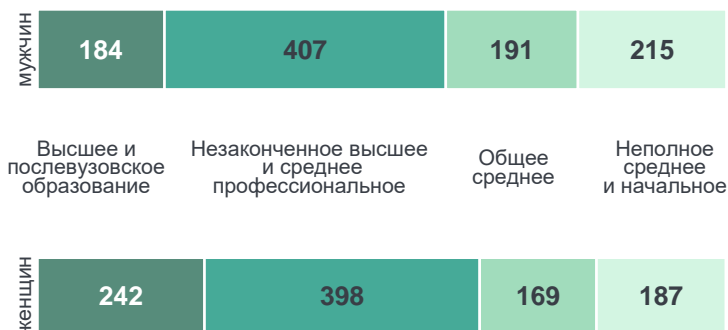 мужчин
184 407 191 215
Высшее и
послевузовское
образование
Незаконченное высшее
и среднее
профессиональное
Общее
среднее
Неполное
среднее
и начальное
женщин
242 398 169 187